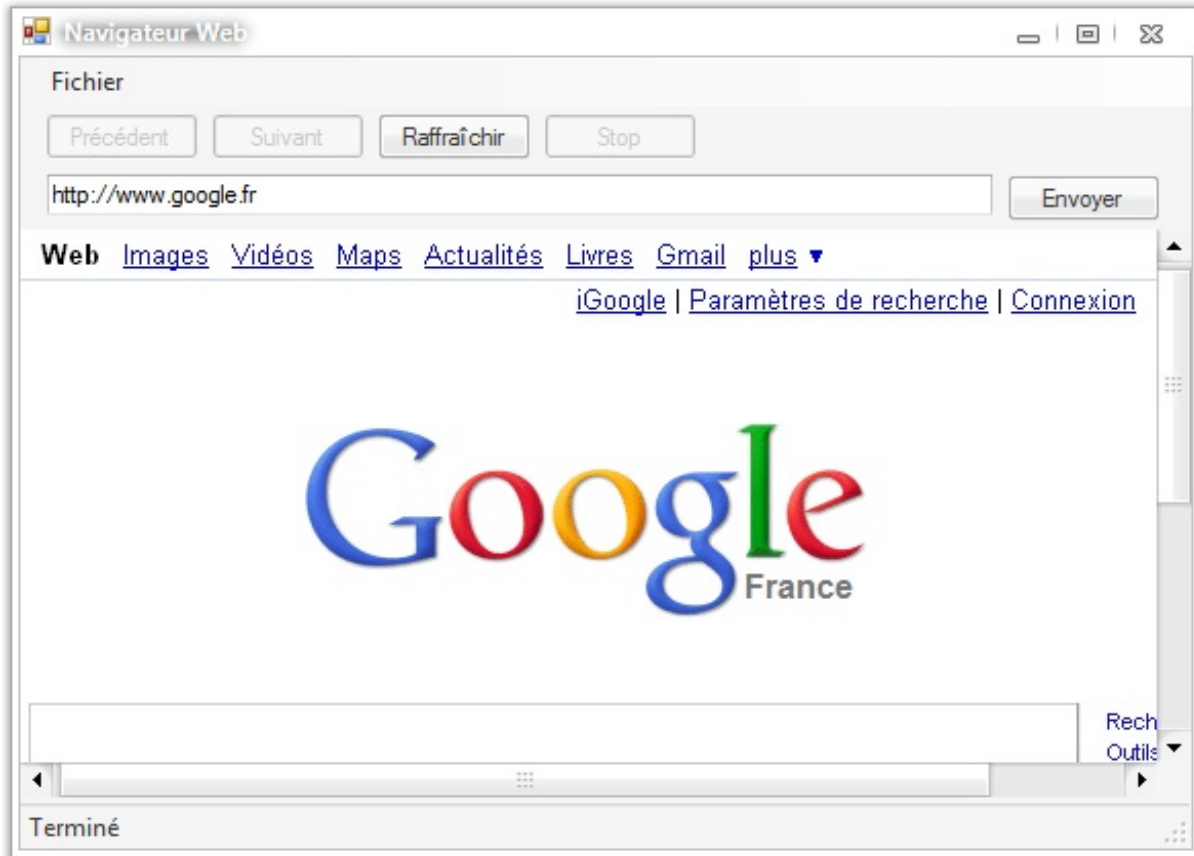 Navigateur Web
Fichier
Précédent Suivant Raffraîchir Stop
http://www.google.fr Envoyer
Web Images Vidéos Maps Actualités Livres Gmail plus ▼
iGoogle | Paramètres de recherche | Connexion
Google
France
Rech
Outils
Terminé